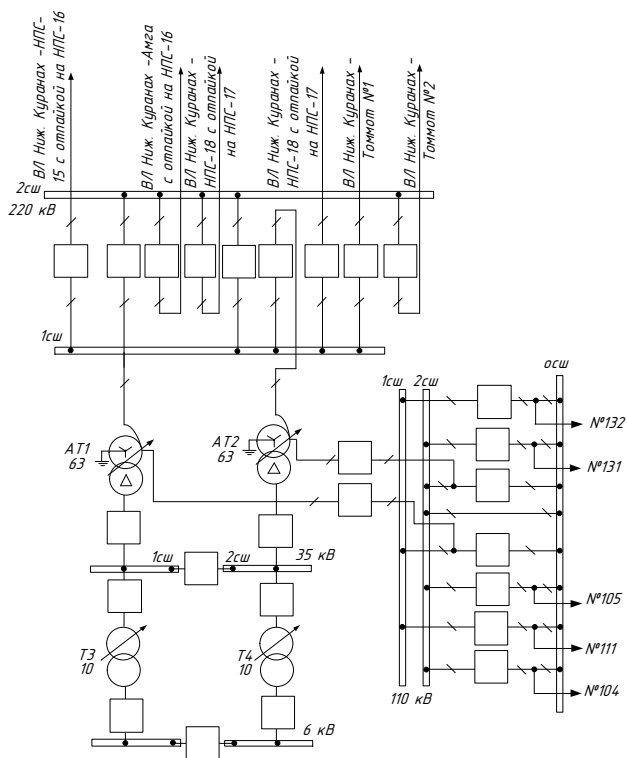 ВЛ Ниж. Куранах -НПС-
15 с отпайкой на НПС-16
ВЛ Ниж. Куранах -Амга
с отпайкой на НПС-16
ВЛ Ниж. Куранах -
НПС-18 с отпайкой
на НПС-17
ВЛ Ниж. Куранах -
НПС-18 с отпайкой
на НПС-17
ВЛ Ниж. Куранах -
Томмот №1
ВЛ Ниж. Куранах -
Томмот №2
2сш
220 кВ
1сш
1сш
2сш
осш
№132
АТ1
63
АТ2
63
№131
1сш
2сш
35 кВ
№105
Т3
10
Т4
10
№111
110 кВ
№104
6 кВ